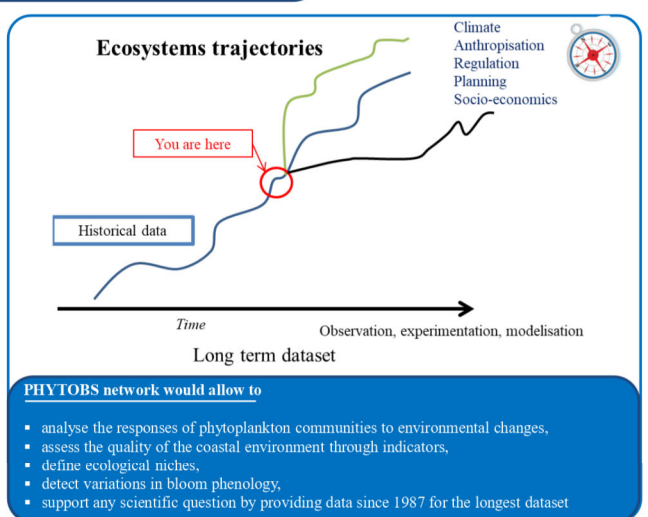 Ecosystems trajectories
Climate
Anthropisation
Regulation
Planning
Socio-economics
You are here
Historical data
Time
Observation, experimentation, modelisation
Long term dataset
PHYTOBS network would allow to
▪ analyse the responses of phytoplankton communities to environmental changes,
▪ assess the quality of the coastal environment through indicators,
▪ define ecological niches,
▪ detect variations in bloom phenology,
▪ support any scientific question by providing data since 1987 for the longest dataset